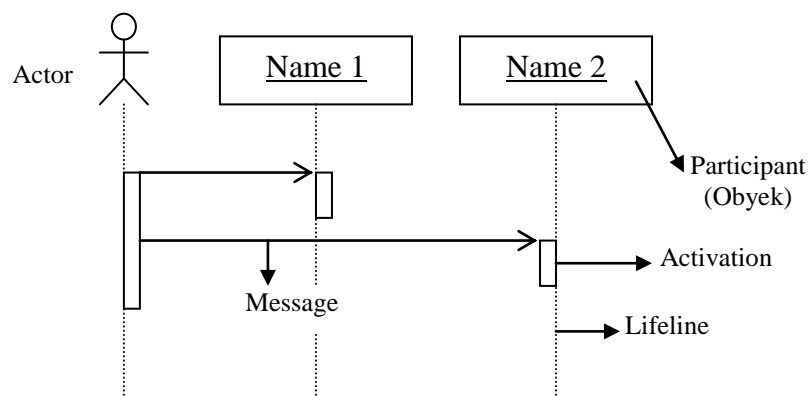 Actor
Name 1
Name 2
Participant
(Obyek)
Activation
Message
Lifeline